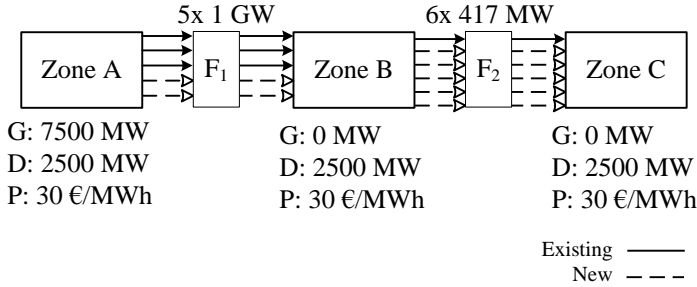 5x 1 GW
6x 417 MW
Zone A
F1
Zone B
F2
Zone C
G: 7500 MW
D: 2500 MW
P: 30 €/MWh
G: 0 MW
D: 2500 MW
P: 30 €/MWh
G: 0 MW
D: 2500 MW
P: 30 €/MWh
Existing
New